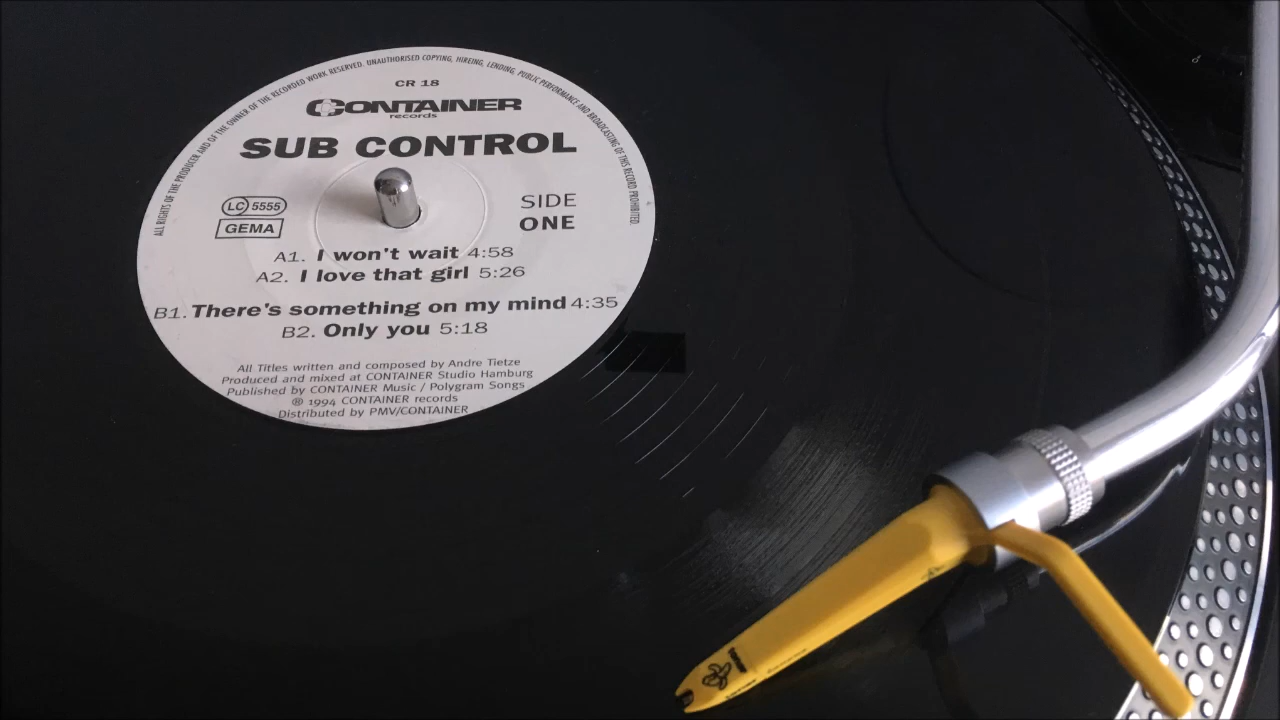 ALL RIGHTS OF THE PRODUCER AND OF THE OWNER OF THE RECORDED WORK RESERVED. UNAUTHORISED COPYING, HIREING, LENDING, PUBLIC PERFORMANCE AND BROADCASTING OF THIS RECORD PROHIBITED.
CR 18
CONTAINER
records
SUB CONTROL
LC 5555
GEMA
SIDE
ONE
A1. I won't wait 4:58
A2. I love that girl 5:26
B1. There's something on my mind 4:35
B2. Only you 5:18
All Titles written and composed by Andre Tietze
Produced and mixed at CONTAINER Studio Hamburg
Published by CONTAINER Music / Polygram Songs
® 1994 CONTAINER records
Distributed by PMV/CONTAINER